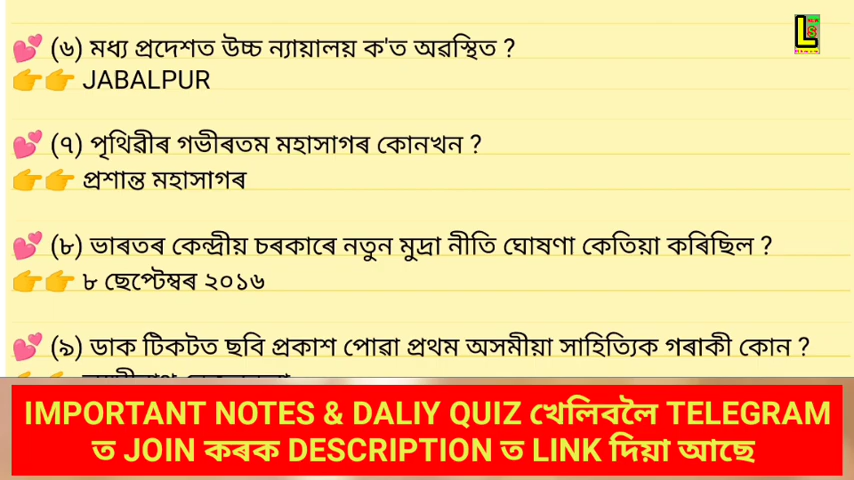 💕 (৬) মধ্য প্ৰদেশত উচ্চ ন্যায়ালয় ক'ত অৱস্থিত ?
👉👉 JABALPUR
💕 (৭) পৃথিৱীৰ গভীৰতম মহাসাগৰ কোনখন ?
👉👉 প্ৰশান্ত মহাসাগৰ
💕 (৮) ভাৰতৰ কেন্দ্ৰীয় চৰকাৰে নতুন মুদ্ৰা নীতি ঘোষণা কেতিয়া কৰিছিল ?
👉👉 ৮ ছেপ্টেম্বৰ ২০১৬
💕 (৯) ডাক টিকটত ছবি প্ৰকাশ পোৱা প্ৰথম অসমীয়া সাহিত্যিক গৰাকী কোন ?
IMPORTANT NOTES & DALIY QUIZ খেলিবলৈ TELEGRAM
ত JOIN কৰক DESCRIPTION ত LINK দিয়া আছে